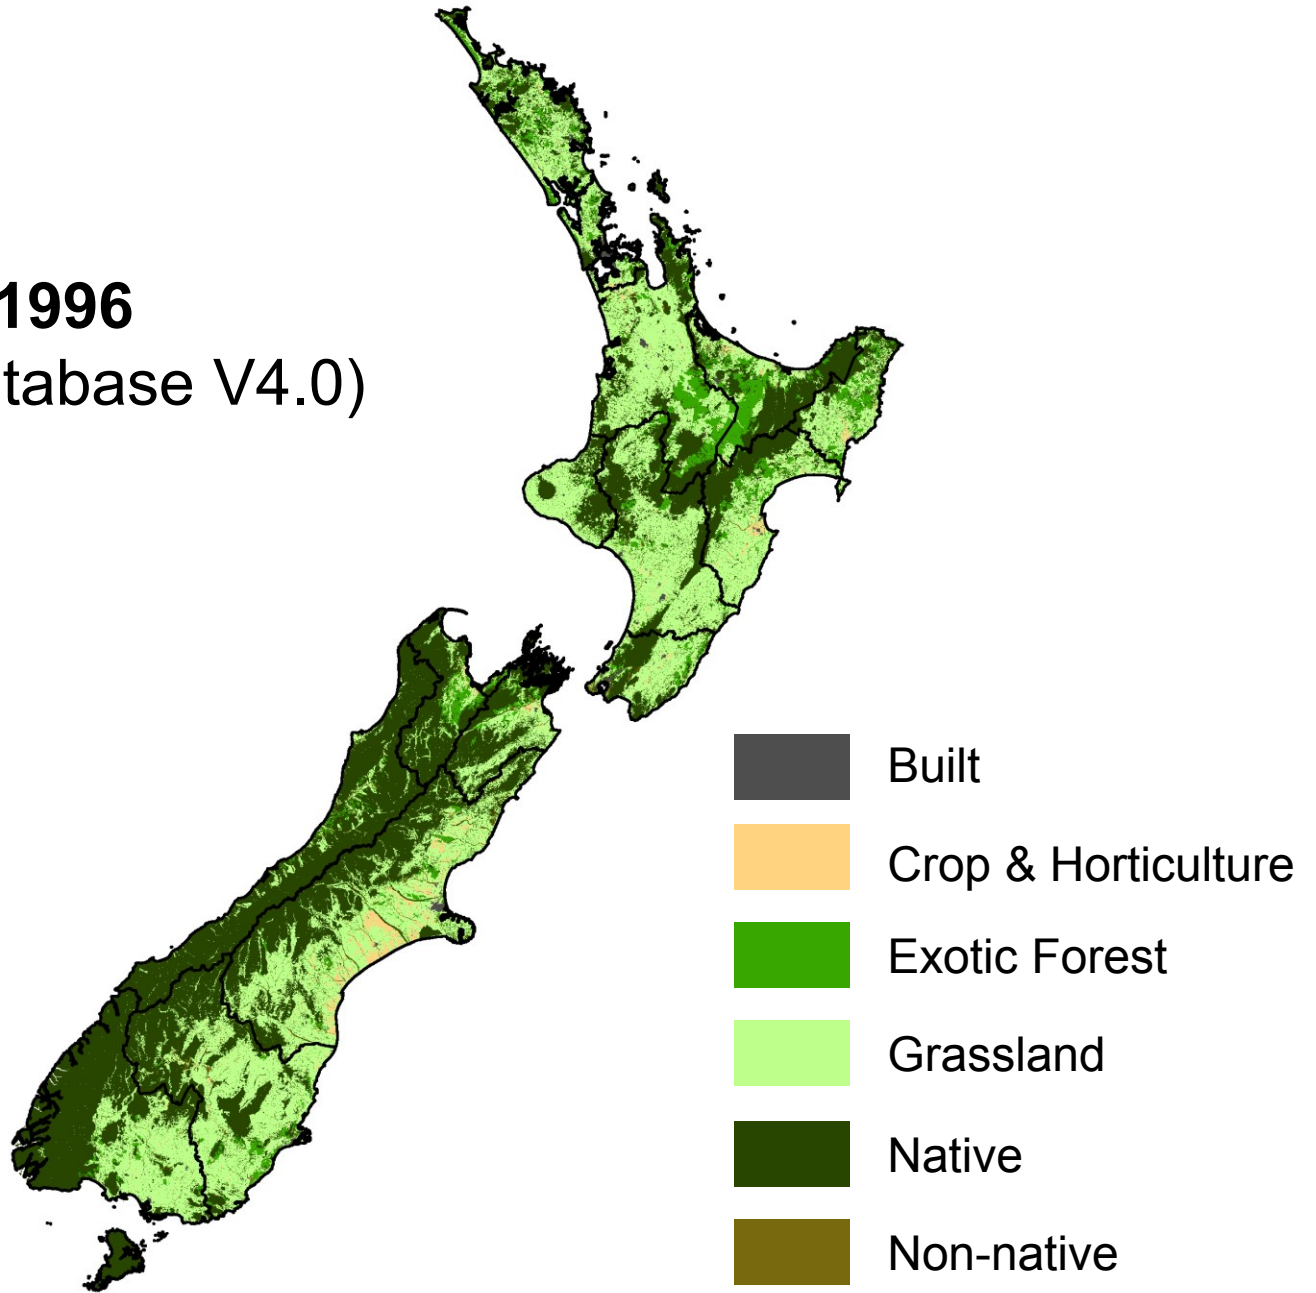 1996
tabase V4.0)
Built
Crop & Horticulture
Exotic Forest
Grassland
Native
Non-native